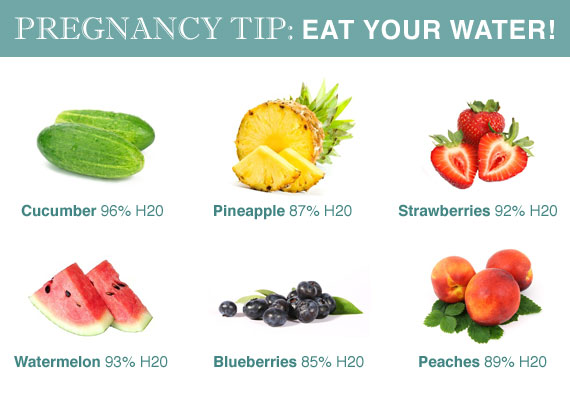 PREGNANCY TIP: EAT YOUR WATER!
Cucumber 96% H20
Pineapple 87% H20
Strawberries 92% H20
Watermelon 93% H20
Blueberries 85% H20
Peaches 89% H20